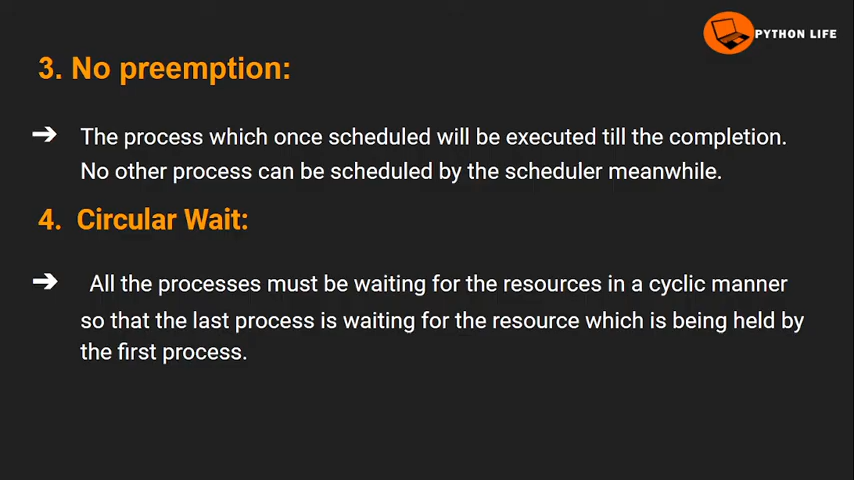 PYTHON LIFE
3. No preemption:
➔ The process which once scheduled will be executed till the completion.
No other process can be scheduled by the scheduler meanwhile.
4. Circular Wait:
➔ All the processes must be waiting for the resources in a cyclic manner
so that the last process is waiting for the resource which is being held by
the first process.